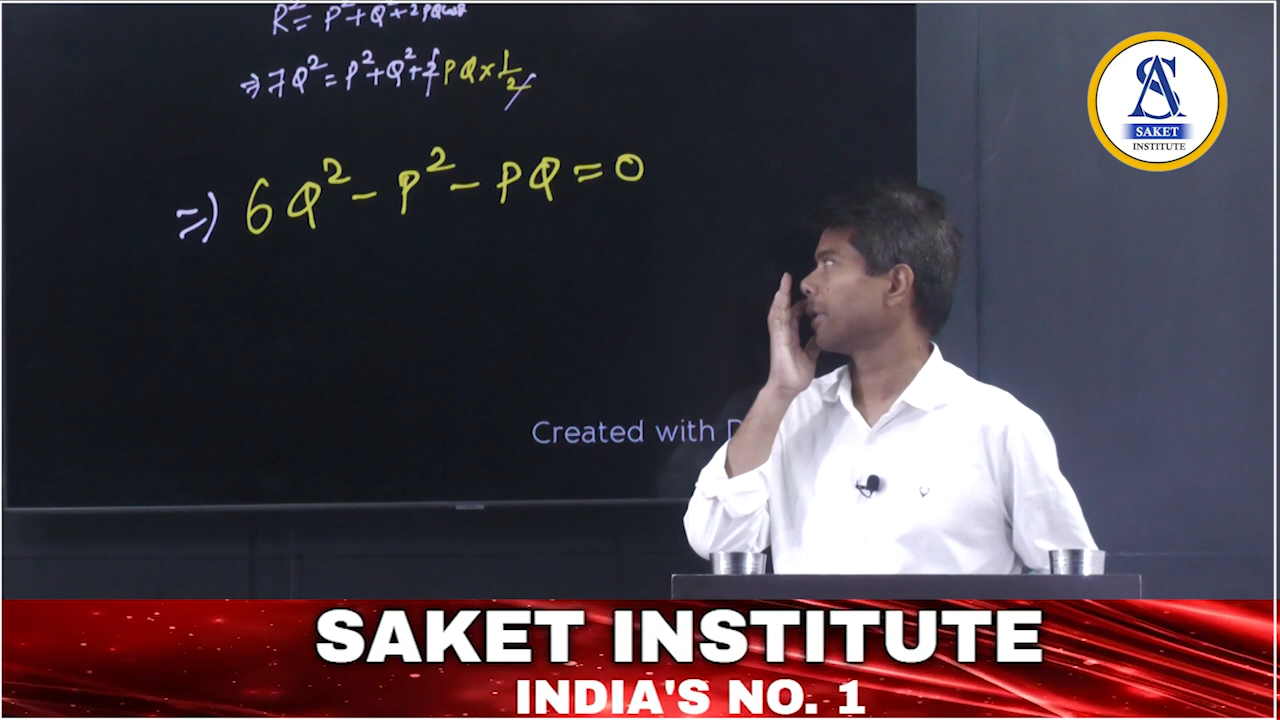 R² = P² + Q² + 2PQcosθ
⇒ 7Q² = P² + Q² + 2PQ × 1/2
⇒ 6Q² - P² - PQ = 0
Created with
SAKET
INSTITUTE
SAKET INSTITUTE
INDIA'S NO. 1